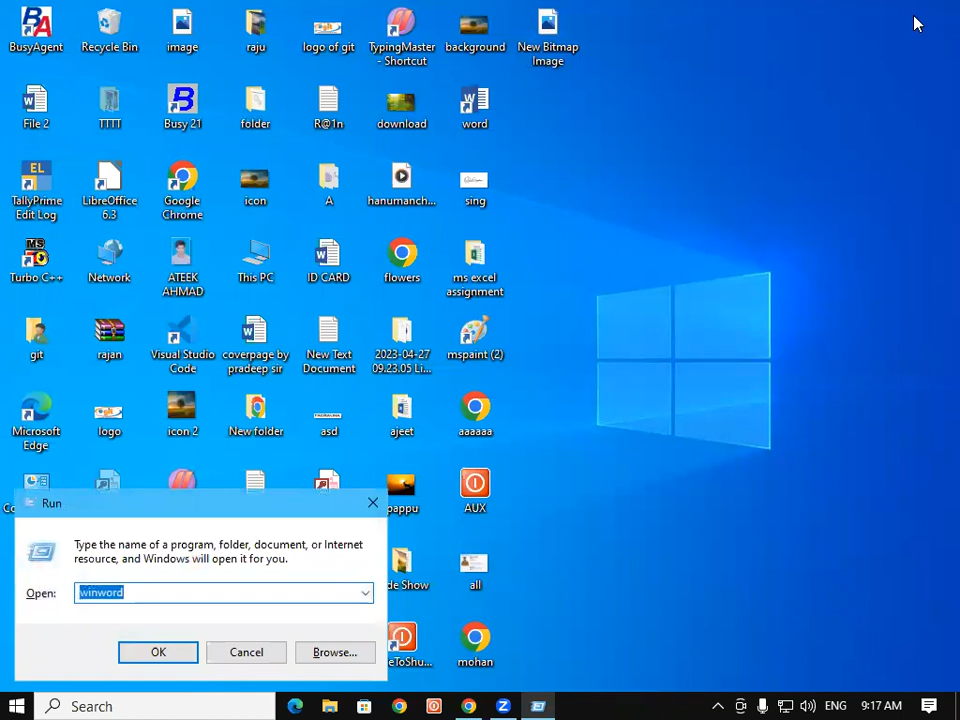 BusyAgent
Recycle Bin
image
raju
logo of git
TypingMaster
- Shortcut
background
New Bitmap
Image
File 2
TTTT
Busy 21
folder
R@1n
download
word
TallyPrime
Edit Log
LibreOffice
6.3
Google
Chrome
icon
A
hanumanch...
sing
Turbo C++
Network
ATEEK
AHMAD
This PC
ID CARD
flowers
ms excel
assignment
git
rajan
Visual Studio
Code
coverpage by
pradeep sir
New Text
Document
2023-04-27
09.23.05 Li...
mspaint (2)
Microsoft
Edge
logo
icon 2
New folder
asd
ajeet
aaaaaa
pappu
AUX
Run
Type the name of a program, folder, document, or Internet
resource, and Windows will open it for you.
Open:
winword
OK
Cancel
Browse...
de Show
all
eToShu...
mohan
Search
ENG
9:17 AM